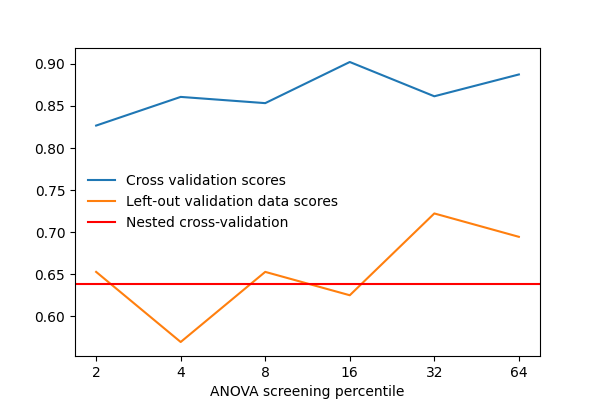 0.90
0.85
0.80
0.75
0.70
0.65
0.60
Cross validation scores
Left-out validation data scores
Nested cross-validation
2 4 8 16 32 64
ANOVA screening percentile